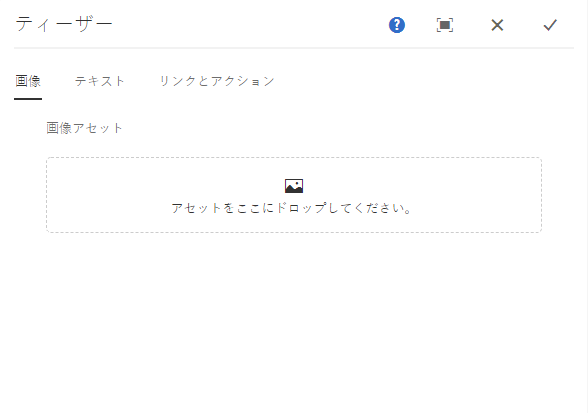 ティーザー
画像 テキスト リンクとアクション
画像アセット
アセットをここにドロップしてください。